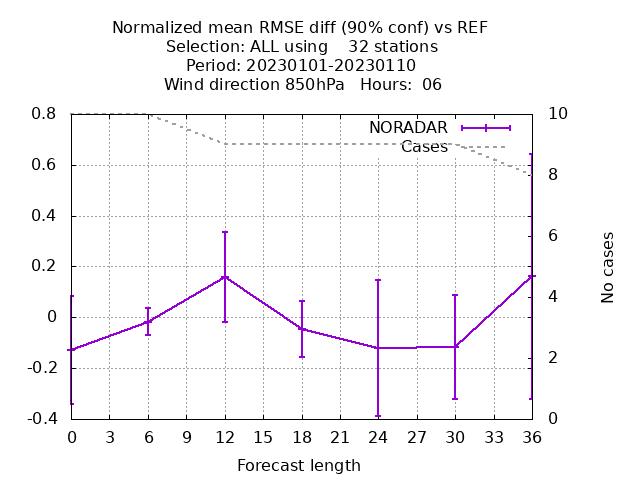 Normalized mean RMSE diff (90% conf) vs REF
Selection: ALL using    32 stations
Period: 20230101-20230110
Wind direction 850hPa   Hours:  06
NORADAR
Cases
0.8
0.6
0.4
0.2
0
-0.2
-0.4
10
8
6
4
2
0
No cases
0 3 6 9 12 15 18 21 24 27 30 33 36
Forecast length